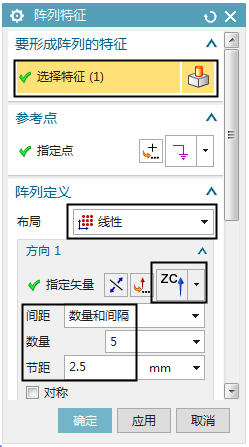 阵列特征
要形成阵列的特征
选择特征 (1)
参考点
指定点
阵列定义
布局 线性
方向 1
指定矢量 ZC
间距 数量和间隔
数量 5
节距 2.5 mm
对称
确定 应用 取消